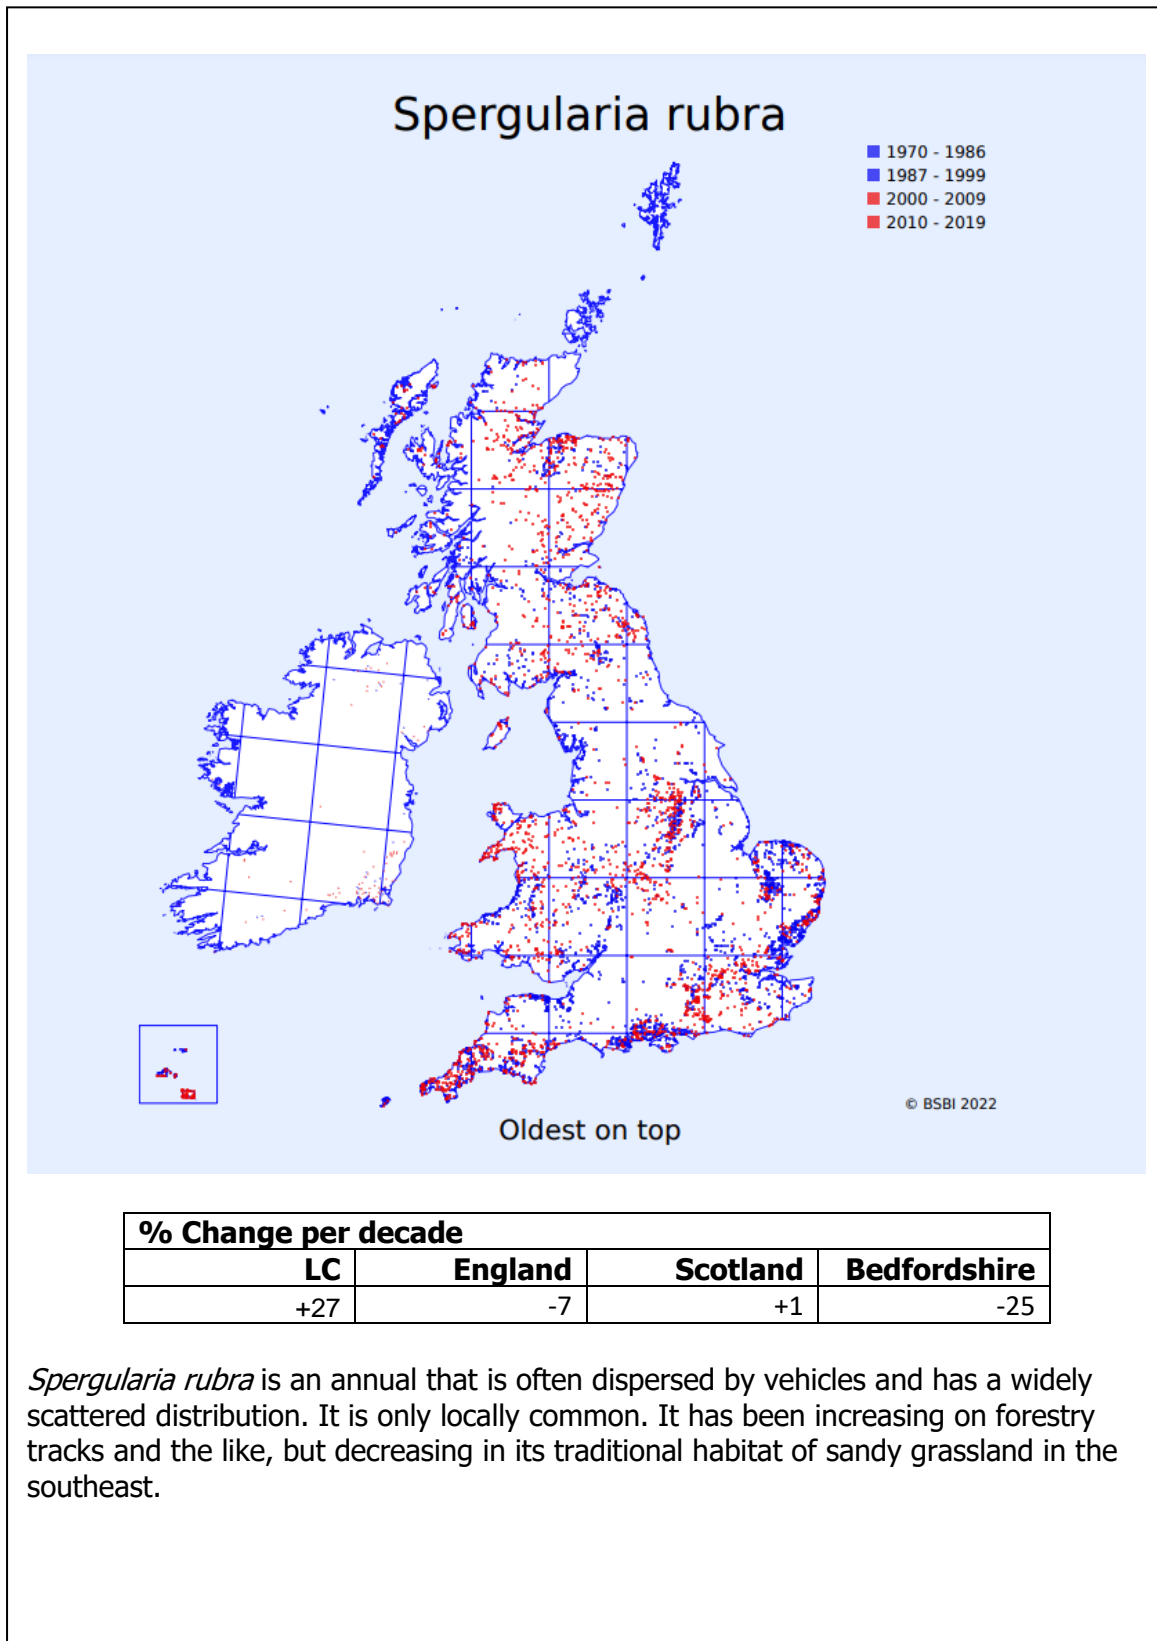 Spergularia rubra
1970 - 1986
1987 - 1999
2000 - 2009
2010 - 2019
© BSBI 2022
Oldest on top
% Change per decade
LC England Scotland Bedfordshire
+27 -7 +1 -25
Spergularia rubra is an annual that is often dispersed by vehicles and has a widely
scattered distribution. It is only locally common. It has been increasing on forestry
tracks and the like, but decreasing in its traditional habitat of sandy grassland in the
southeast.